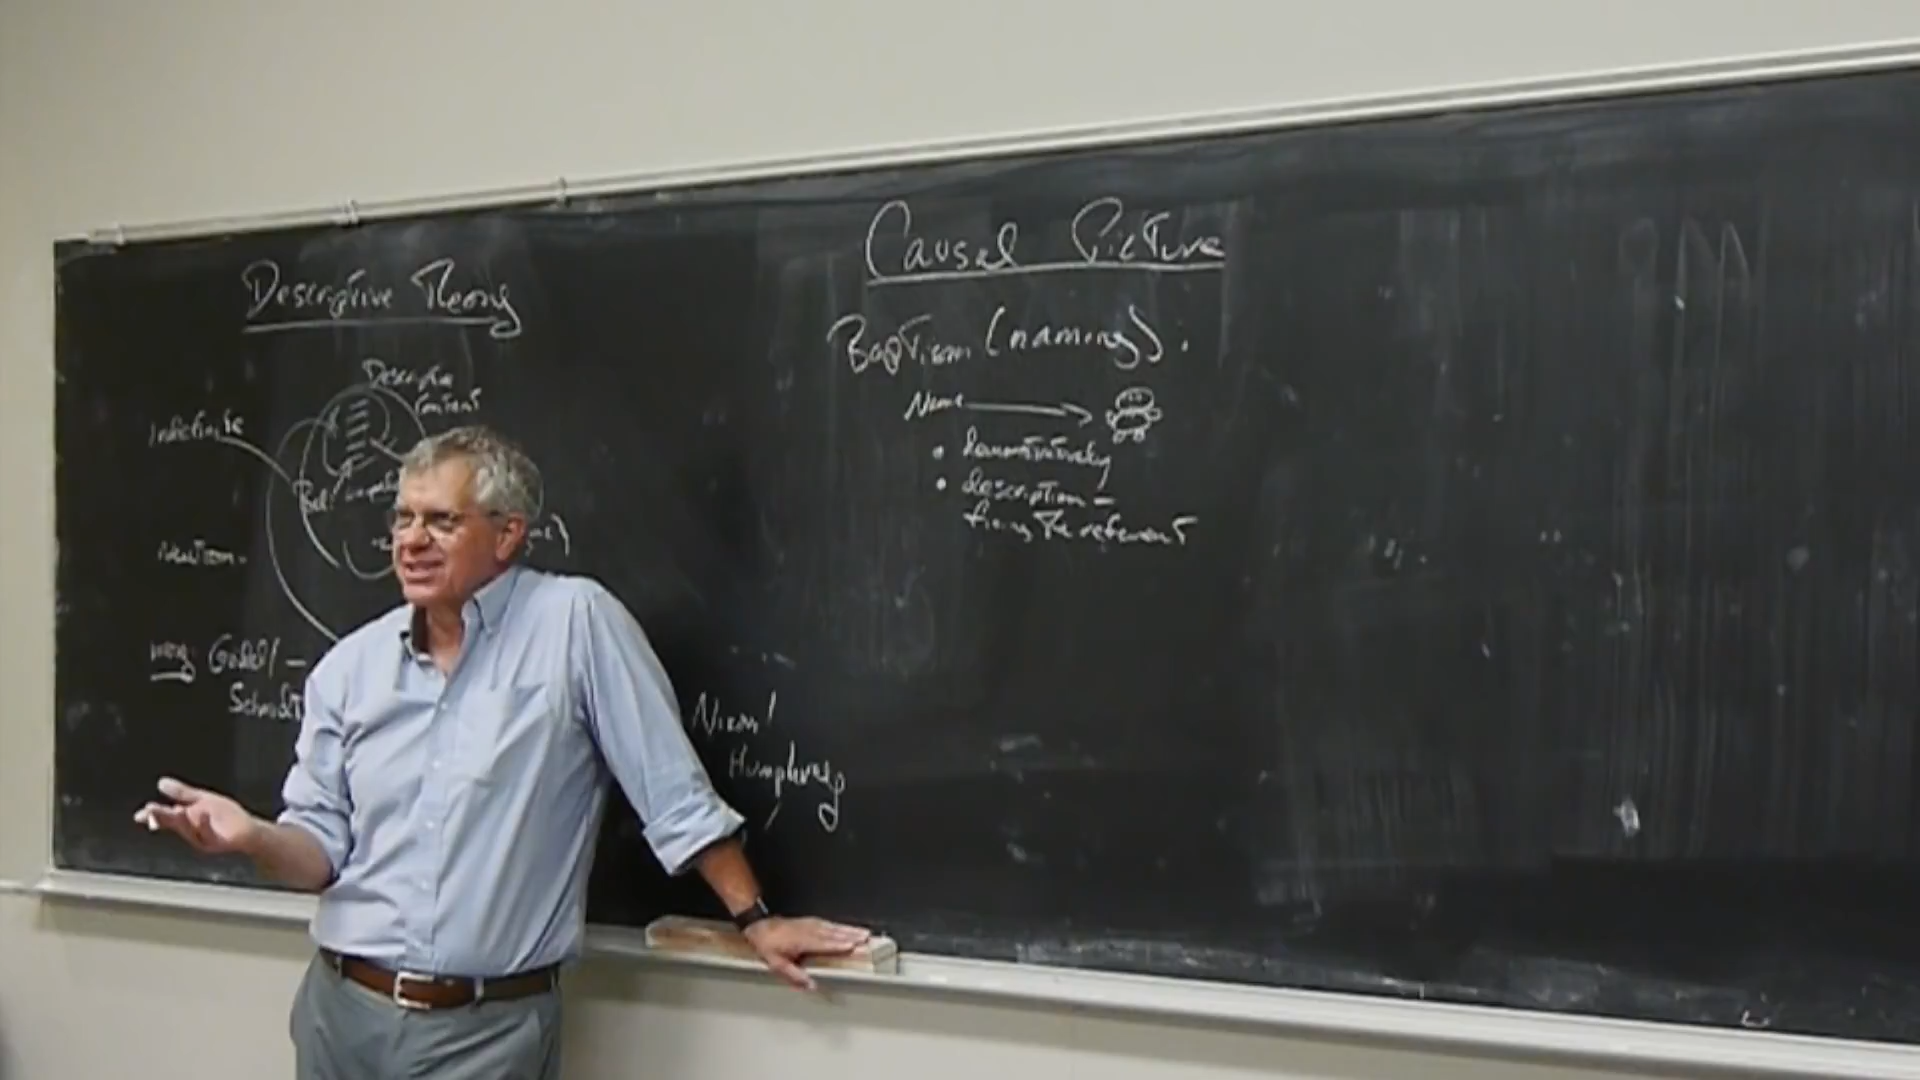 Descriptive Theory
Descriptive
content
Indefinite
Newton -
Gödel/ -
Schmidt
Nixon/
Humphrey
Causal Picture
Baptism (naming).
Name
• demonstratively
• description -
fixing the referent